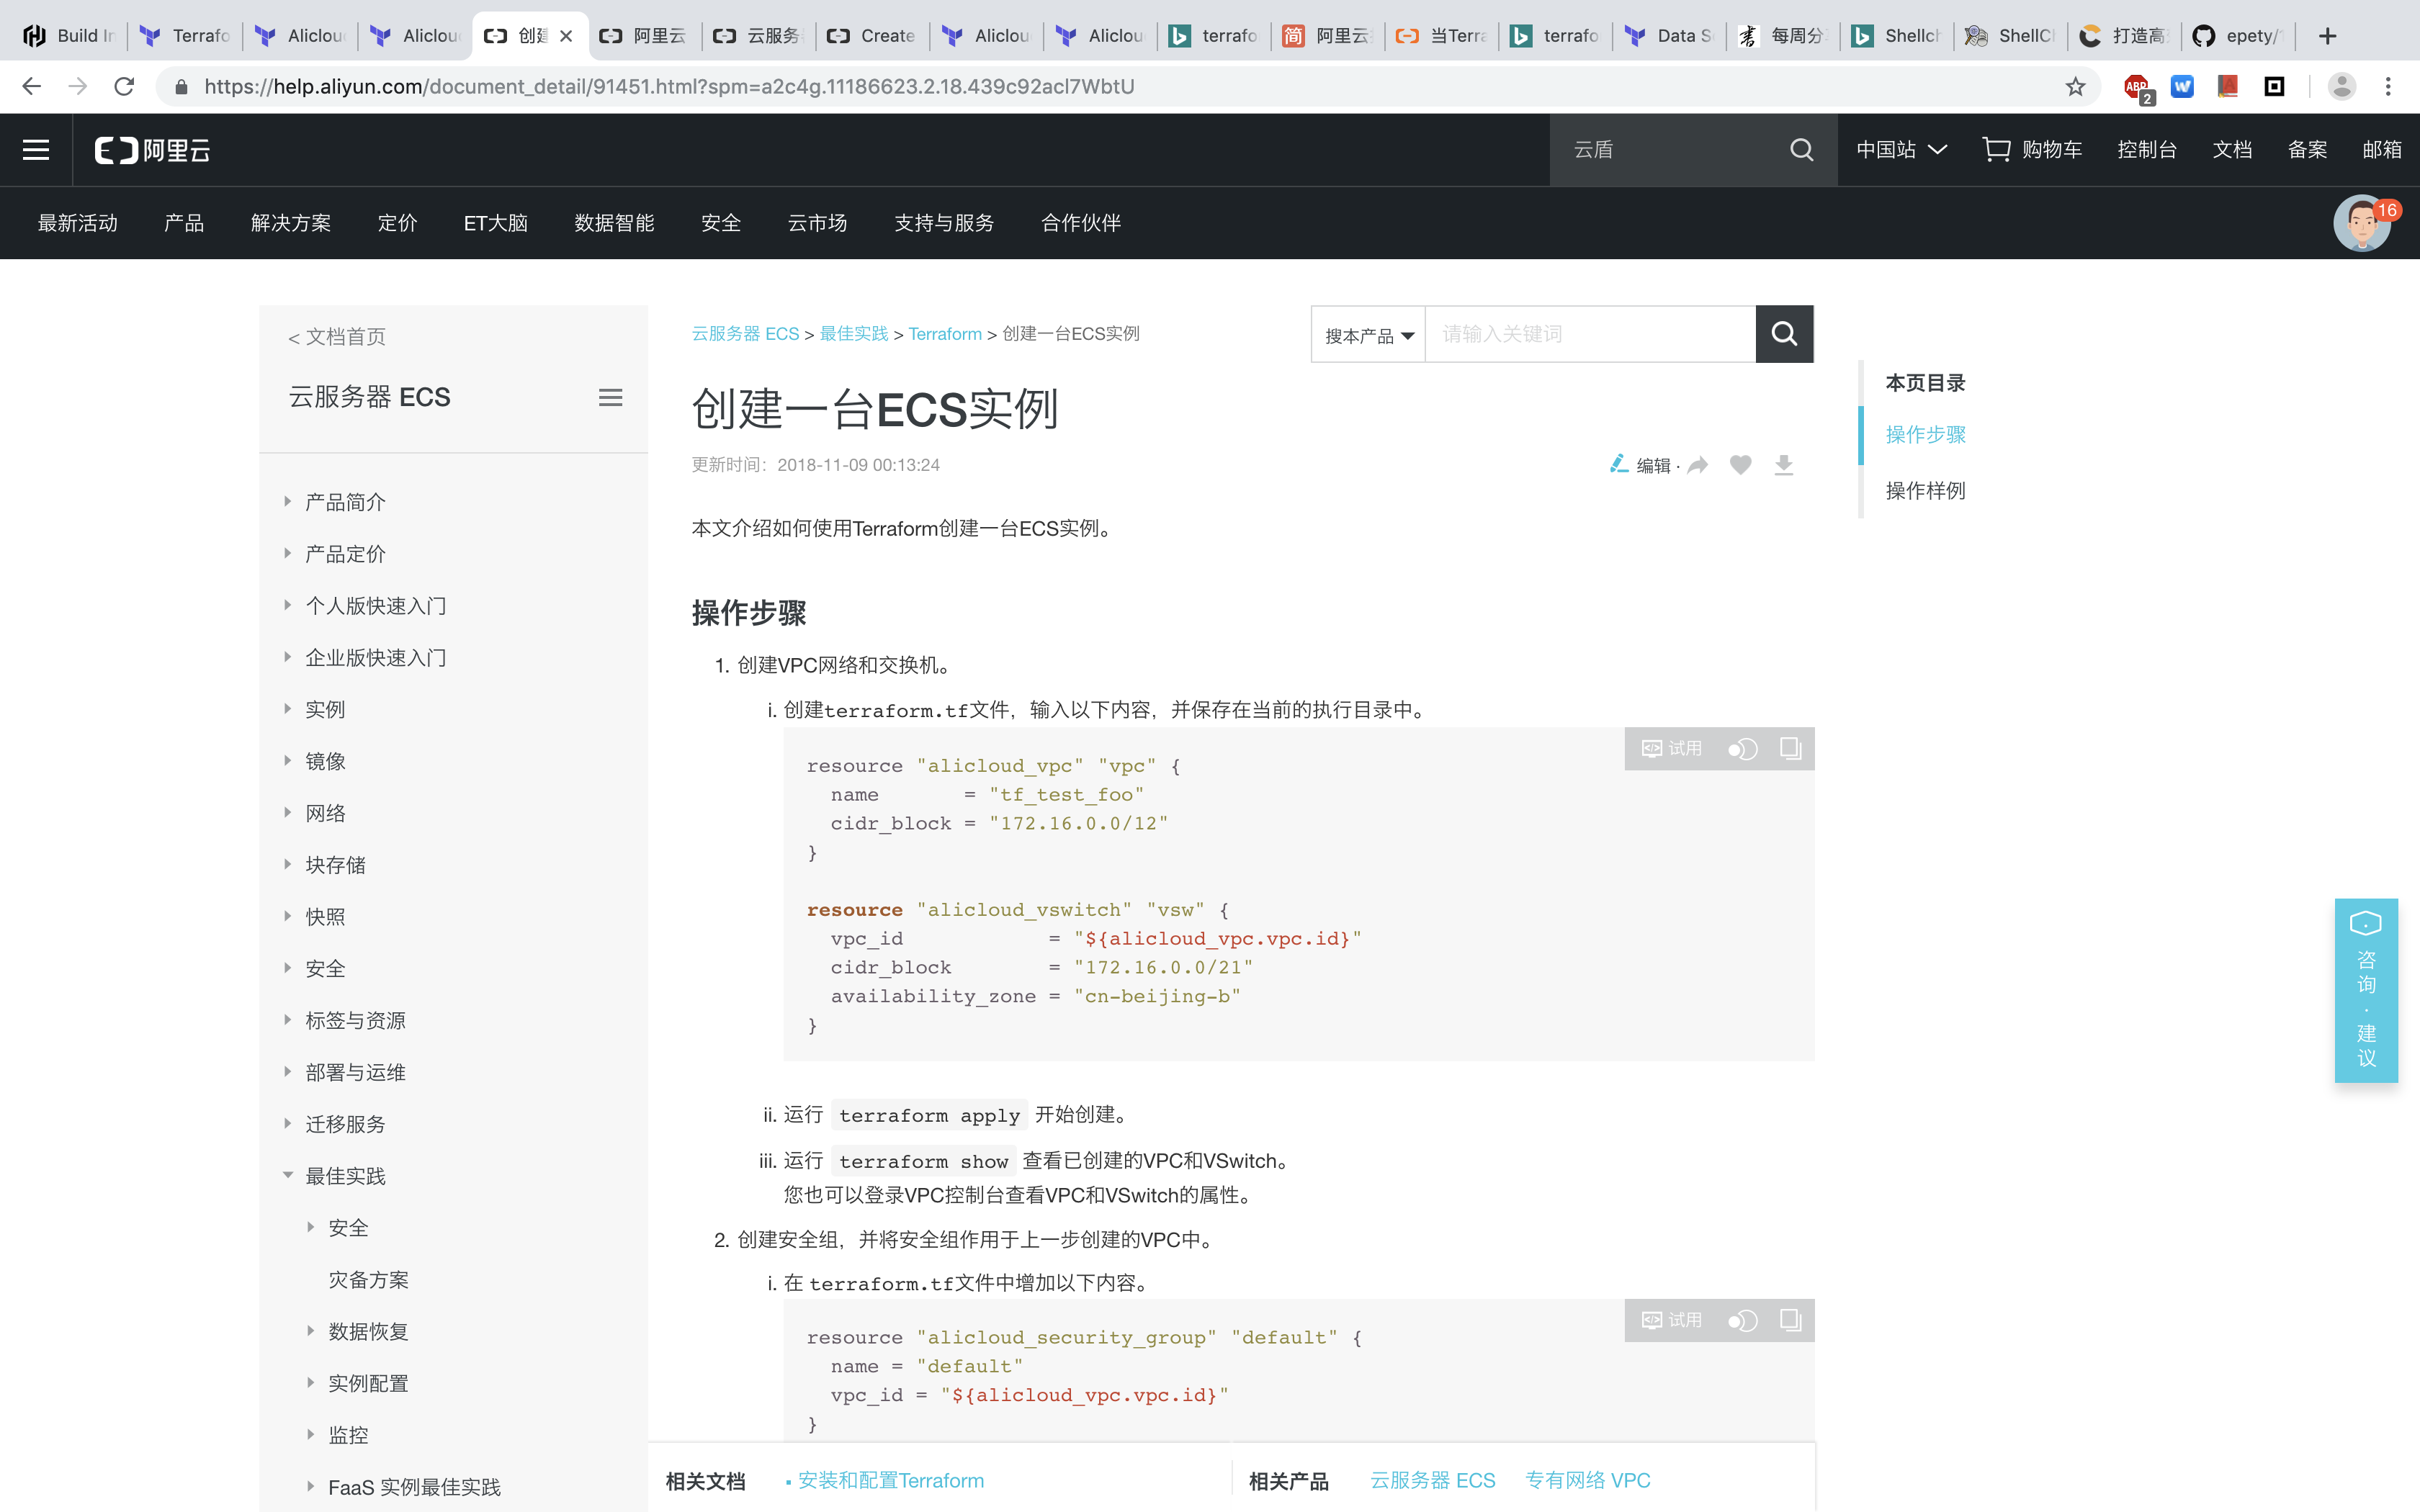 Build In
Terrafo
Aliclou
Aliclou
创建
阿里云
云服务
Create
Aliclou
Aliclou
terrafo
阿里云
当Terra
terrafo
Data S
每周分
Shellch
ShellC
打造高
epety/
https://help.aliyun.com/document_detail/91451.html?spm=a2c4g.11186623.2.18.439c92acl7WbtU
ABP 2
阿里云
云盾
中国站 购物车 控制台 文档 备案 邮箱
最新活动 产品 解决方案 定价 ET大脑 数据智能 安全 云市场 支持与服务 合作伙伴
16
< 文档首页
云服务器 ECS
产品简介
产品定价
个人版快速入门
企业版快速入门
实例
镜像
网络
块存储
快照
安全
标签与资源
部署与运维
迁移服务
最佳实践
安全
灾备方案
数据恢复
实例配置
监控
FaaS 实例最佳实践
云服务器 ECS > 最佳实践 > Terraform > 创建一台ECS实例
搜本产品 请输入关键词
创建一台ECS实例
更新时间：2018-11-09 00:13:24
编辑 ·
本文介绍如何使用Terraform创建一台ECS实例。
操作步骤
1. 创建VPC网络和交换机。
i. 创建terraform.tf文件，输入以下内容，并保存在当前的执行目录中。
试用
resource "alicloud_vpc" "vpc" {
  name       = "tf_test_foo"
  cidr_block = "172.16.0.0/12"
}
resource "alicloud_vswitch" "vsw" {
  vpc_id            = "${alicloud_vpc.vpc.id}"
  cidr_block        = "172.16.0.0/21"
  availability_zone = "cn-beijing-b"
}
ii. 运行 terraform apply 开始创建。
iii. 运行 terraform show 查看已创建的VPC和VSwitch。
您也可以登录VPC控制台查看VPC和VSwitch的属性。
2. 创建安全组，并将安全组作用于上一步创建的VPC中。
i. 在 terraform.tf文件中增加以下内容。
试用
resource "alicloud_security_group" "default" {
  name = "default"
  vpc_id = "${alicloud_vpc.vpc.id}"
}
相关文档 安装和配置Terraform
相关产品 云服务器 ECS 专有网络 VPC
本页目录
操作步骤
操作样例
咨询·建议